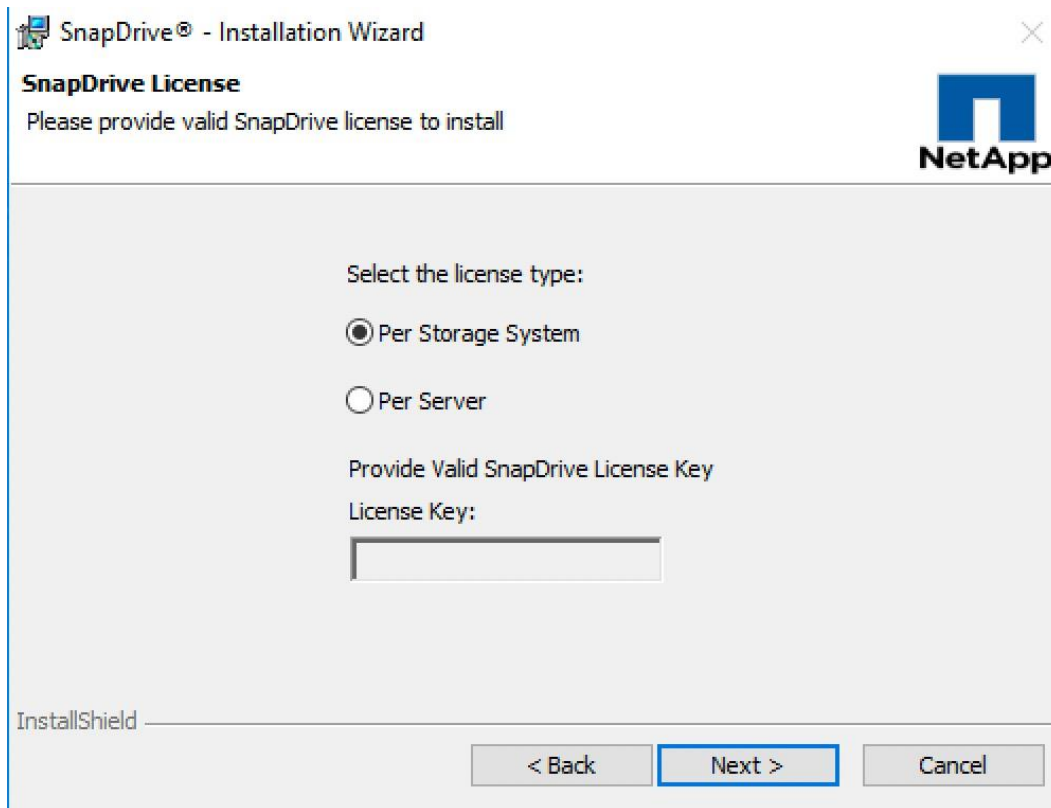 SnapDrive® - Installation Wizard
SnapDrive License
Please provide valid SnapDrive license to install
NetApp
Select the license type:
Per Storage System
Per Server
Provide Valid SnapDrive License Key
License Key:
InstallShield
< Back
Next >
Cancel